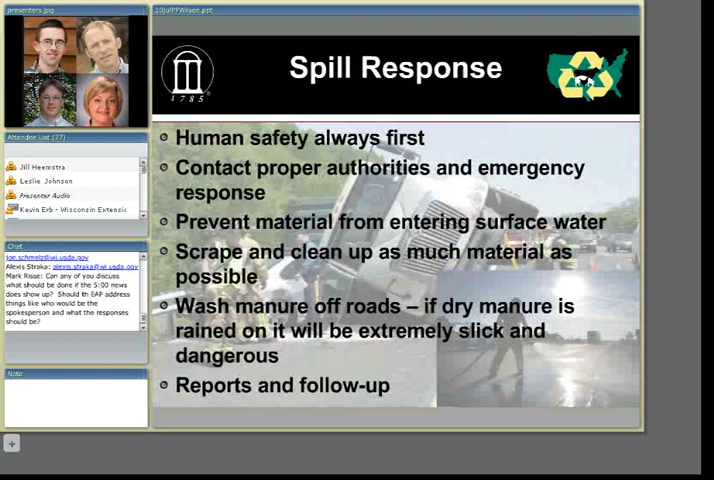 presenters.jpg
10julPFWilson.ppt
Attendee List (77)
Jill Heemstra
Leslie Johnson
Presenter Audio
Kevin Erb - Wisconsin Extensic
Chat
joe.schmelz@wi.usda.gov
Alexis Straka: alexis.straka@wi.usda.gov
Mark Risse: Can any of you discuss
what should be done if the 5:00 news
does show up? Should th EAP address
things like who would be the
spokesperson and what the responses
should be?
Note
1785
Spill Response
Human safety always first
Contact proper authorities and emergency
response
Prevent material from entering surface water
Scrape and clean up as much material as
possible
Wash manure off roads – if dry manure is
rained on it will be extremely slick and
dangerous
Reports and follow-up